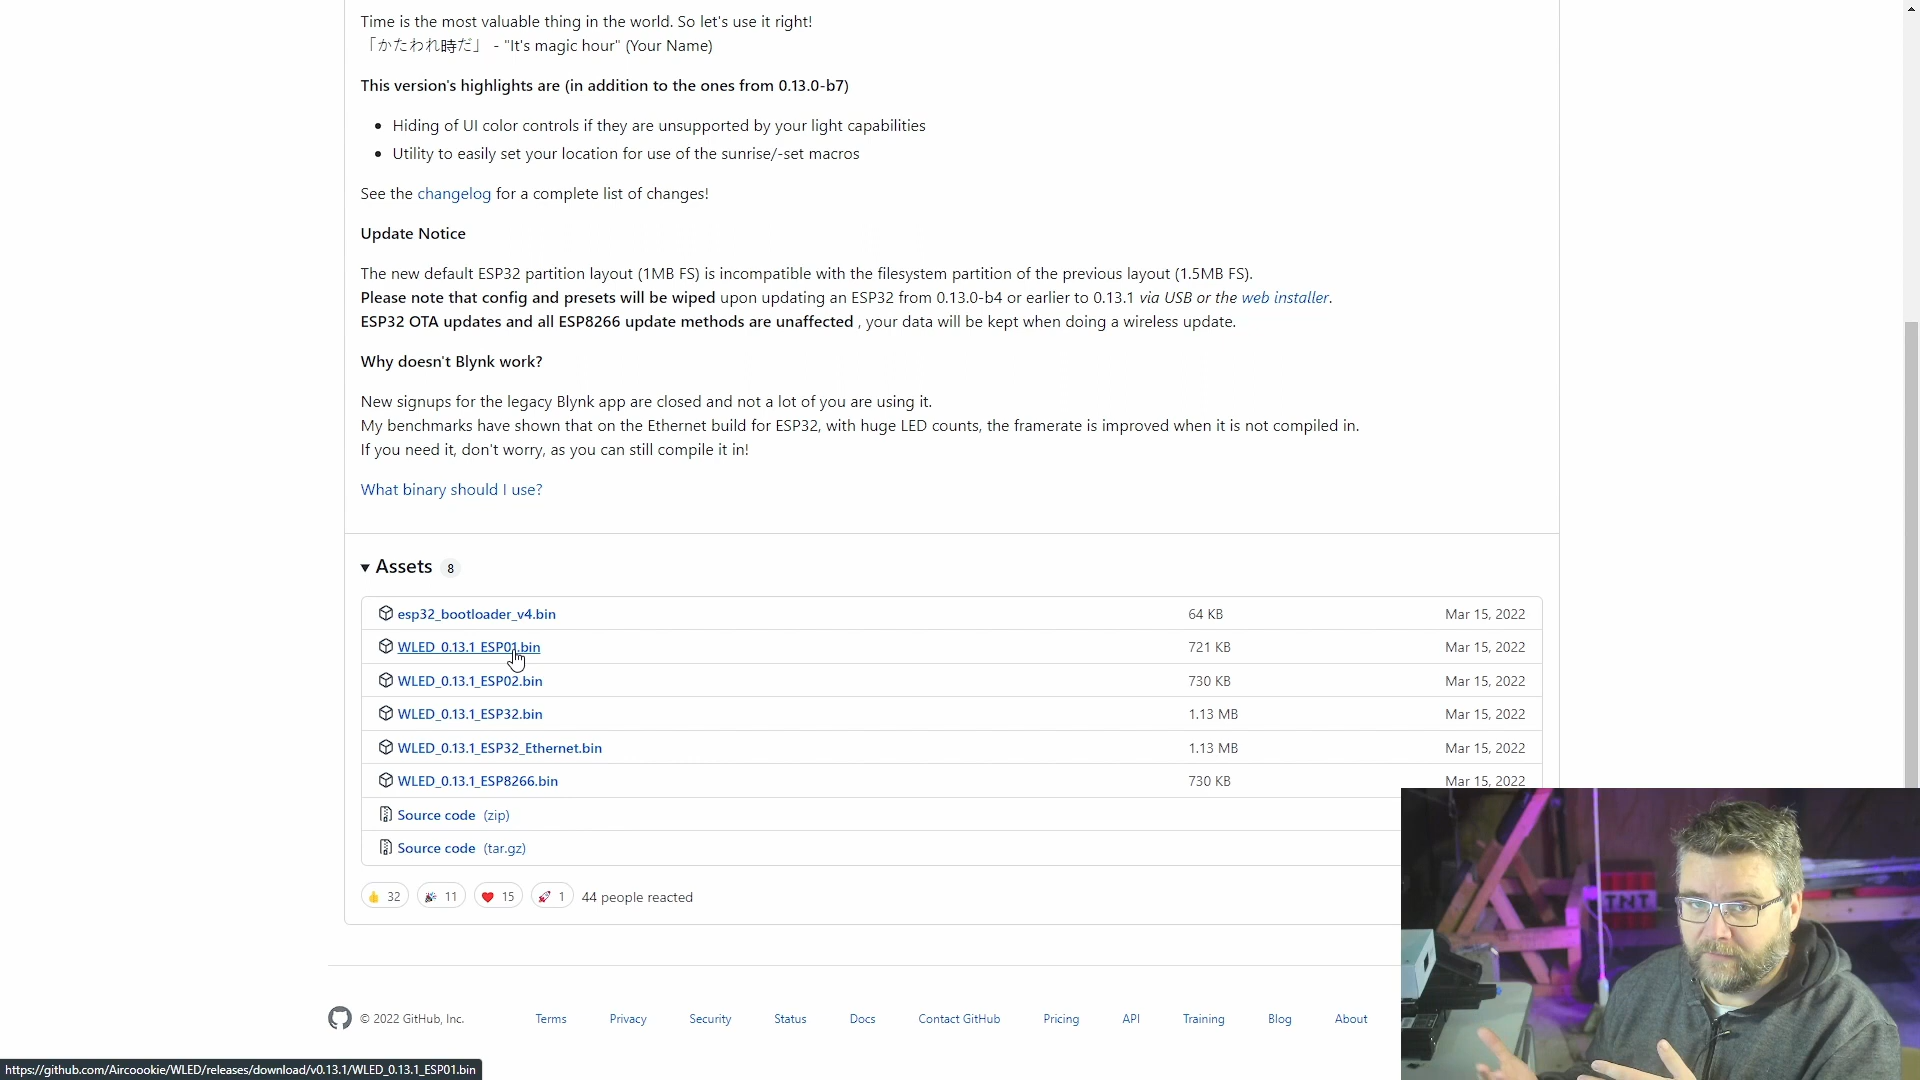 Time is the most valuable thing in the world. So let's use it right!
「かたわれ時だ」 - "It's magic hour" (Your Name)
This version's highlights are (in addition to the ones from 0.13.0-b7)
Hiding of UI color controls if they are unsupported by your light capabilities
Utility to easily set your location for use of the sunrise/-set macros
See the changelog for a complete list of changes!
Update Notice
The new default ESP32 partition layout (1MB FS) is incompatible with the filesystem partition of the previous layout (1.5MB FS).
Please note that config and presets will be wiped upon updating an ESP32 from 0.13.0-b4 or earlier to 0.13.1 via USB or the web installer.
ESP32 OTA updates and all ESP8266 update methods are unaffected , your data will be kept when doing a wireless update.
Why doesn't Blynk work?
New signups for the legacy Blynk app are closed and not a lot of you are using it.
My benchmarks have shown that on the Ethernet build for ESP32, with huge LED counts, the framerate is improved when it is not compiled in.
If you need it, don't worry, as you can still compile it in!
What binary should I use?
Assets 8
esp32_bootloader_v4.bin 64 KB Mar 15, 2022
WLED_0.13.1_ESP01.bin 721 KB Mar 15, 2022
WLED_0.13.1_ESP02.bin 730 KB Mar 15, 2022
WLED_0.13.1_ESP32.bin 1.13 MB Mar 15, 2022
WLED_0.13.1_ESP32_Ethernet.bin 1.13 MB Mar 15, 2022
WLED_0.13.1_ESP8266.bin 730 KB Mar 15, 2022
Source code (zip)
Source code (tar.gz)
32 11 15 1 44 people reacted
TNT
© 2022 GitHub, Inc. Terms Privacy Security Status Docs Contact GitHub Pricing API Training Blog About
https://github.com/Aircoookie/WLED/releases/download/v0.13.1/WLED_0.13.1_ESP01.bin